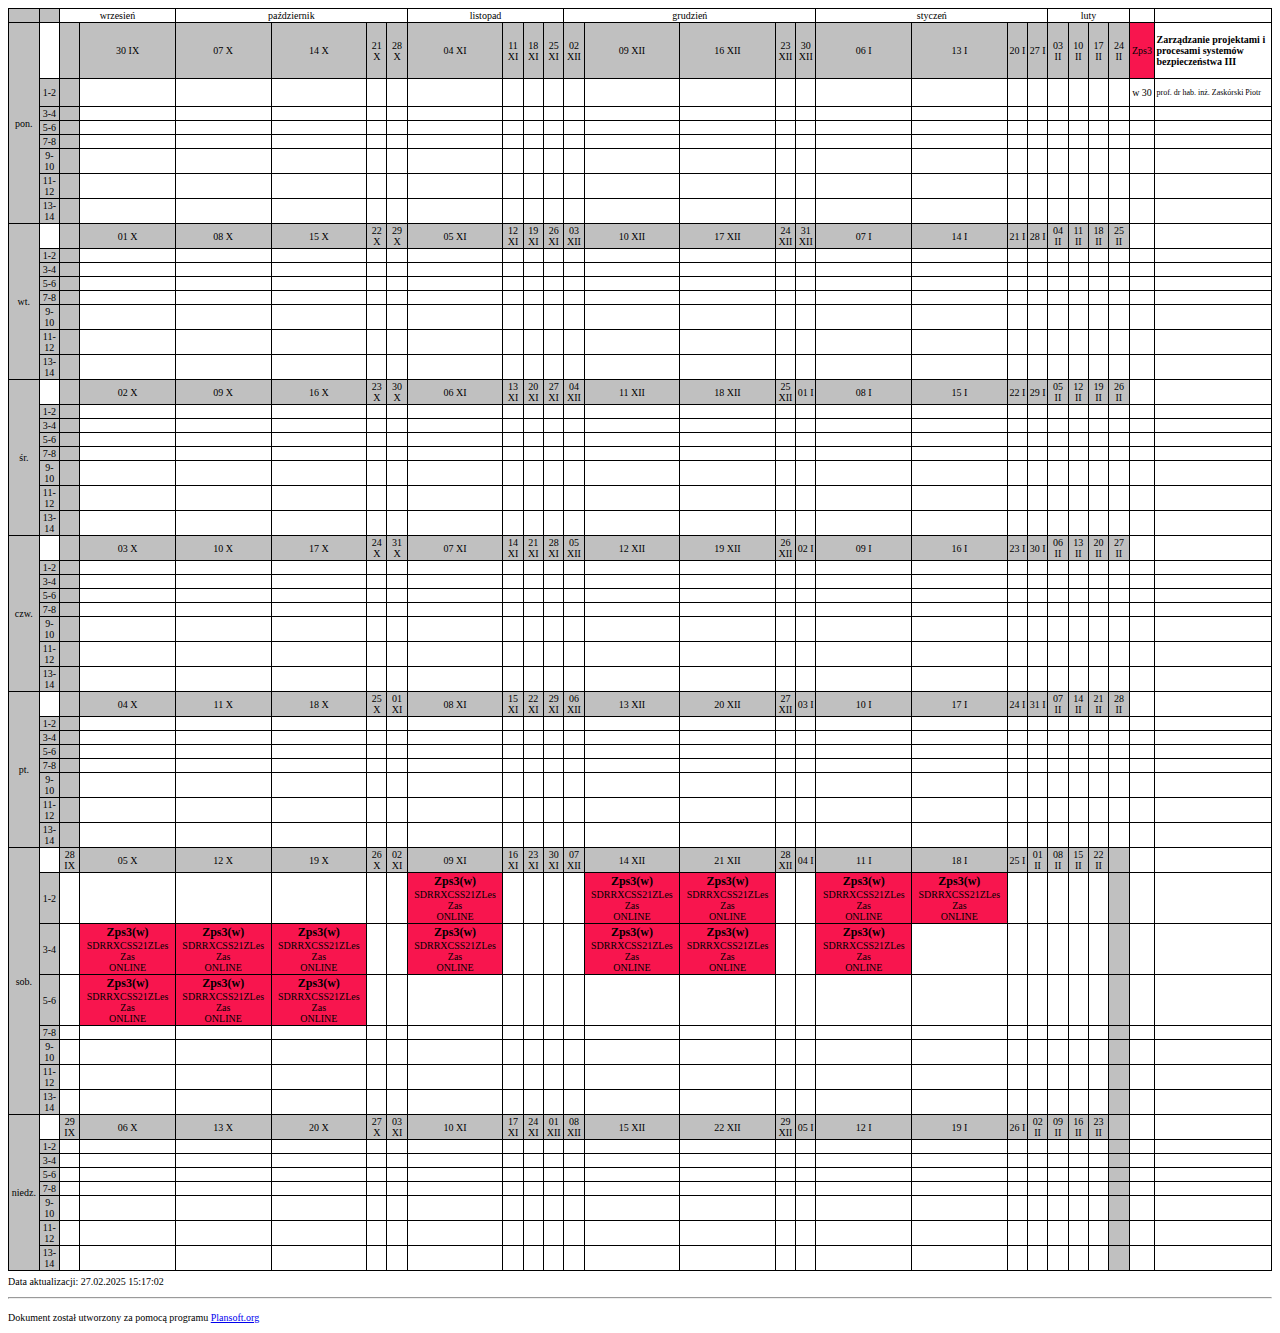 wrzesień październik listopad grudzień styczeń luty
pon. 30 IX 07 X 14 X 21 X 28 X 04 XI 11 XI 18 XI 25 XI 02 XII 09 XII 16 XII 23 XII 30 XII 06 I 13 I 20 I 27 I 03 II 10 II 17 II 24 II Zps3 Zarządzanie projektami i procesami systemów bezpieczeństwa III
1-2 w 30 prof. dr hab. inż. Zaskórski Piotr
3-4
5-6
7-8
9-10
11-12
13-14
wt. 01 X 08 X 15 X 22 X 29 X 05 XI 12 XI 19 XI 26 XI 03 XII 10 XII 17 XII 24 XII 31 XII 07 I 14 I 21 I 28 I 04 II 11 II 18 II 25 II
1-2
3-4
5-6
7-8
9-10
11-12
13-14
śr. 02 X 09 X 16 X 23 X 30 X 06 XI 13 XI 20 XI 27 XI 04 XII 11 XII 18 XII 25 XII 01 I 08 I 15 I 22 I 29 I 05 II 12 II 19 II 26 II
1-2
3-4
5-6
7-8
9-10
11-12
13-14
czw. 03 X 10 X 17 X 24 X 31 X 07 XI 14 XI 21 XI 28 XI 05 XII 12 XII 19 XII 26 XII 02 I 09 I 16 I 23 I 30 I 06 II 13 II 20 II 27 II
1-2
3-4
5-6
7-8
9-10
11-12
13-14
pt. 04 X 11 X 18 X 25 X 01 XI 08 XI 15 XI 22 XI 29 XI 06 XII 13 XII 20 XII 27 XII 03 I 10 I 17 I 24 I 31 I 07 II 14 II 21 II 28 II
1-2
3-4
5-6
7-8
9-10
11-12
13-14
sob. 28 IX 05 X 12 X 19 X 26 X 02 XI 09 XI 16 XI 23 XI 30 XI 07 XII 14 XII 21 XII 28 XII 04 I 11 I 18 I 25 I 01 II 08 II 15 II 22 II
Zps3(w) Zps3(w) Zps3(w) Zps3(w) Zps3(w)
1-2 SDRRXCSS21ZLes SDRRXCSS21ZLes SDRRXCSS21ZLes SDRRXCSS21ZLes SDRRXCSS21ZLes
Zas Zas Zas Zas Zas
ONLINE ONLINE ONLINE ONLINE ONLINE
Zps3(w) Zps3(w) Zps3(w) Zps3(w) Zps3(w) Zps3(w) Zps3(w)
3-4 SDRRXCSS21ZLes SDRRXCSS21ZLes SDRRXCSS21ZLes SDRRXCSS21ZLes SDRRXCSS21ZLes SDRRXCSS21ZLes SDRRXCSS21ZLes
Zas Zas Zas Zas Zas Zas Zas
ONLINE ONLINE ONLINE ONLINE ONLINE ONLINE ONLINE
Zps3(w) Zps3(w) Zps3(w)
5-6 SDRRXCSS21ZLes SDRRXCSS21ZLes SDRRXCSS21ZLes
Zas Zas Zas
ONLINE ONLINE ONLINE
7-8
9-10
11-12
13-14
niedz. 29 IX 06 X 13 X 20 X 27 X 03 XI 10 XI 17 XI 24 XI 01 XII 08 XII 15 XII 22 XII 29 XII 05 I 12 I 19 I 26 I 02 II 09 II 16 II 23 II
1-2
3-4
5-6
7-8
9-10
11-12
13-14
Data aktualizacji: 27.02.2025 15:17:02
Dokument został utworzony za pomocą programu Plansoft.org